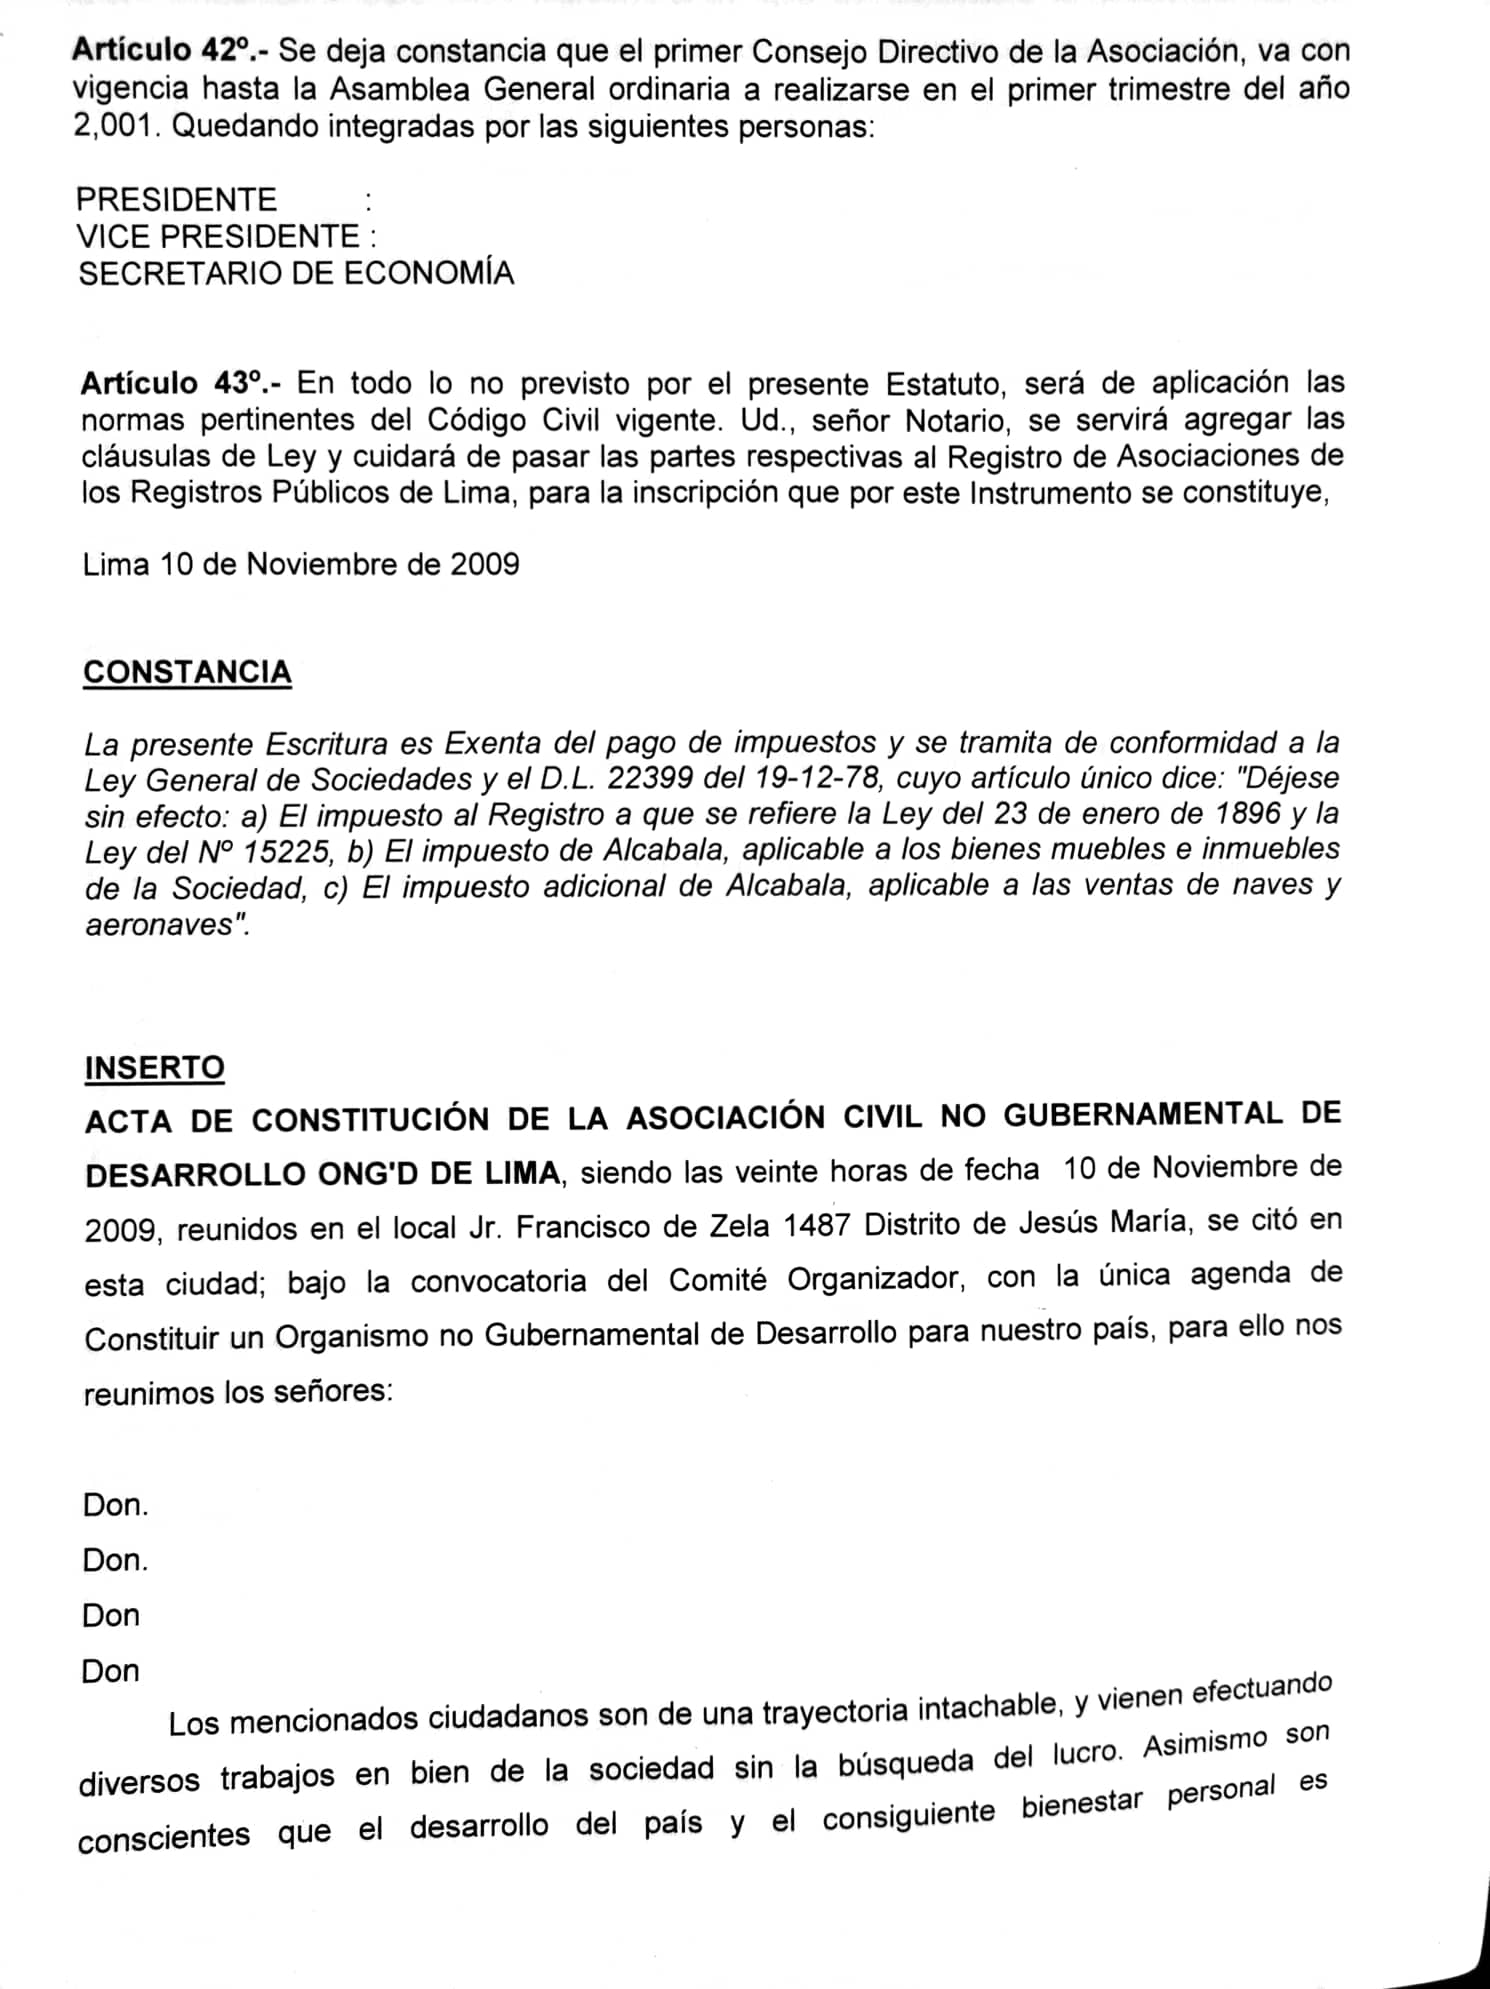 Artículo 42º.- Se deja constancia que el primer Consejo Directivo de la Asociación, va con
vigencia hasta la Asamblea General ordinaria a realizarse en el primer trimestre del año
2,001. Quedando integradas por las siguientes personas:
PRESIDENTE :
VICE PRESIDENTE :
SECRETARIO DE ECONOMÍA
Artículo 43º.- En todo lo no previsto por el presente Estatuto, será de aplicación las
normas pertinentes del Código Civil vigente. Ud., señor Notario, se servirá agregar las
cláusulas de Ley y cuidará de pasar las partes respectivas al Registro de Asociaciones de
los Registros Públicos de Lima, para la inscripción que por este Instrumento se constituye,
Lima 10 de Noviembre de 2009
CONSTANCIA
La presente Escritura es Exenta del pago de impuestos y se tramita de conformidad a la
Ley General de Sociedades y el D.L. 22399 del 19-12-78, cuyo artículo único dice: "Déjese
sin efecto: a) El impuesto al Registro a que se refiere la Ley del 23 de enero de 1896 y la
Ley del Nº 15225, b) El impuesto de Alcabala, aplicable a los bienes muebles e inmuebles
de la Sociedad, c) El impuesto adicional de Alcabala, aplicable a las ventas de naves y
aeronaves".
INSERTO
ACTA DE CONSTITUCIÓN DE LA ASOCIACIÓN CIVIL NO GUBERNAMENTAL DE
DESARROLLO ONG'D DE LIMA, siendo las veinte horas de fecha 10 de Noviembre de
2009, reunidos en el local Jr. Francisco de Zela 1487 Distrito de Jesús María, se citó en
esta ciudad; bajo la convocatoria del Comité Organizador, con la única agenda de
Constituir un Organismo no Gubernamental de Desarrollo para nuestro país, para ello nos
reunimos los señores:
Don.
Don.
Don
Don
Los mencionados ciudadanos son de una trayectoria intachable, y vienen efectuando
diversos trabajos en bien de la sociedad sin la búsqueda del lucro. Asimismo son
conscientes que el desarrollo del país y el consiguiente bienestar personal es